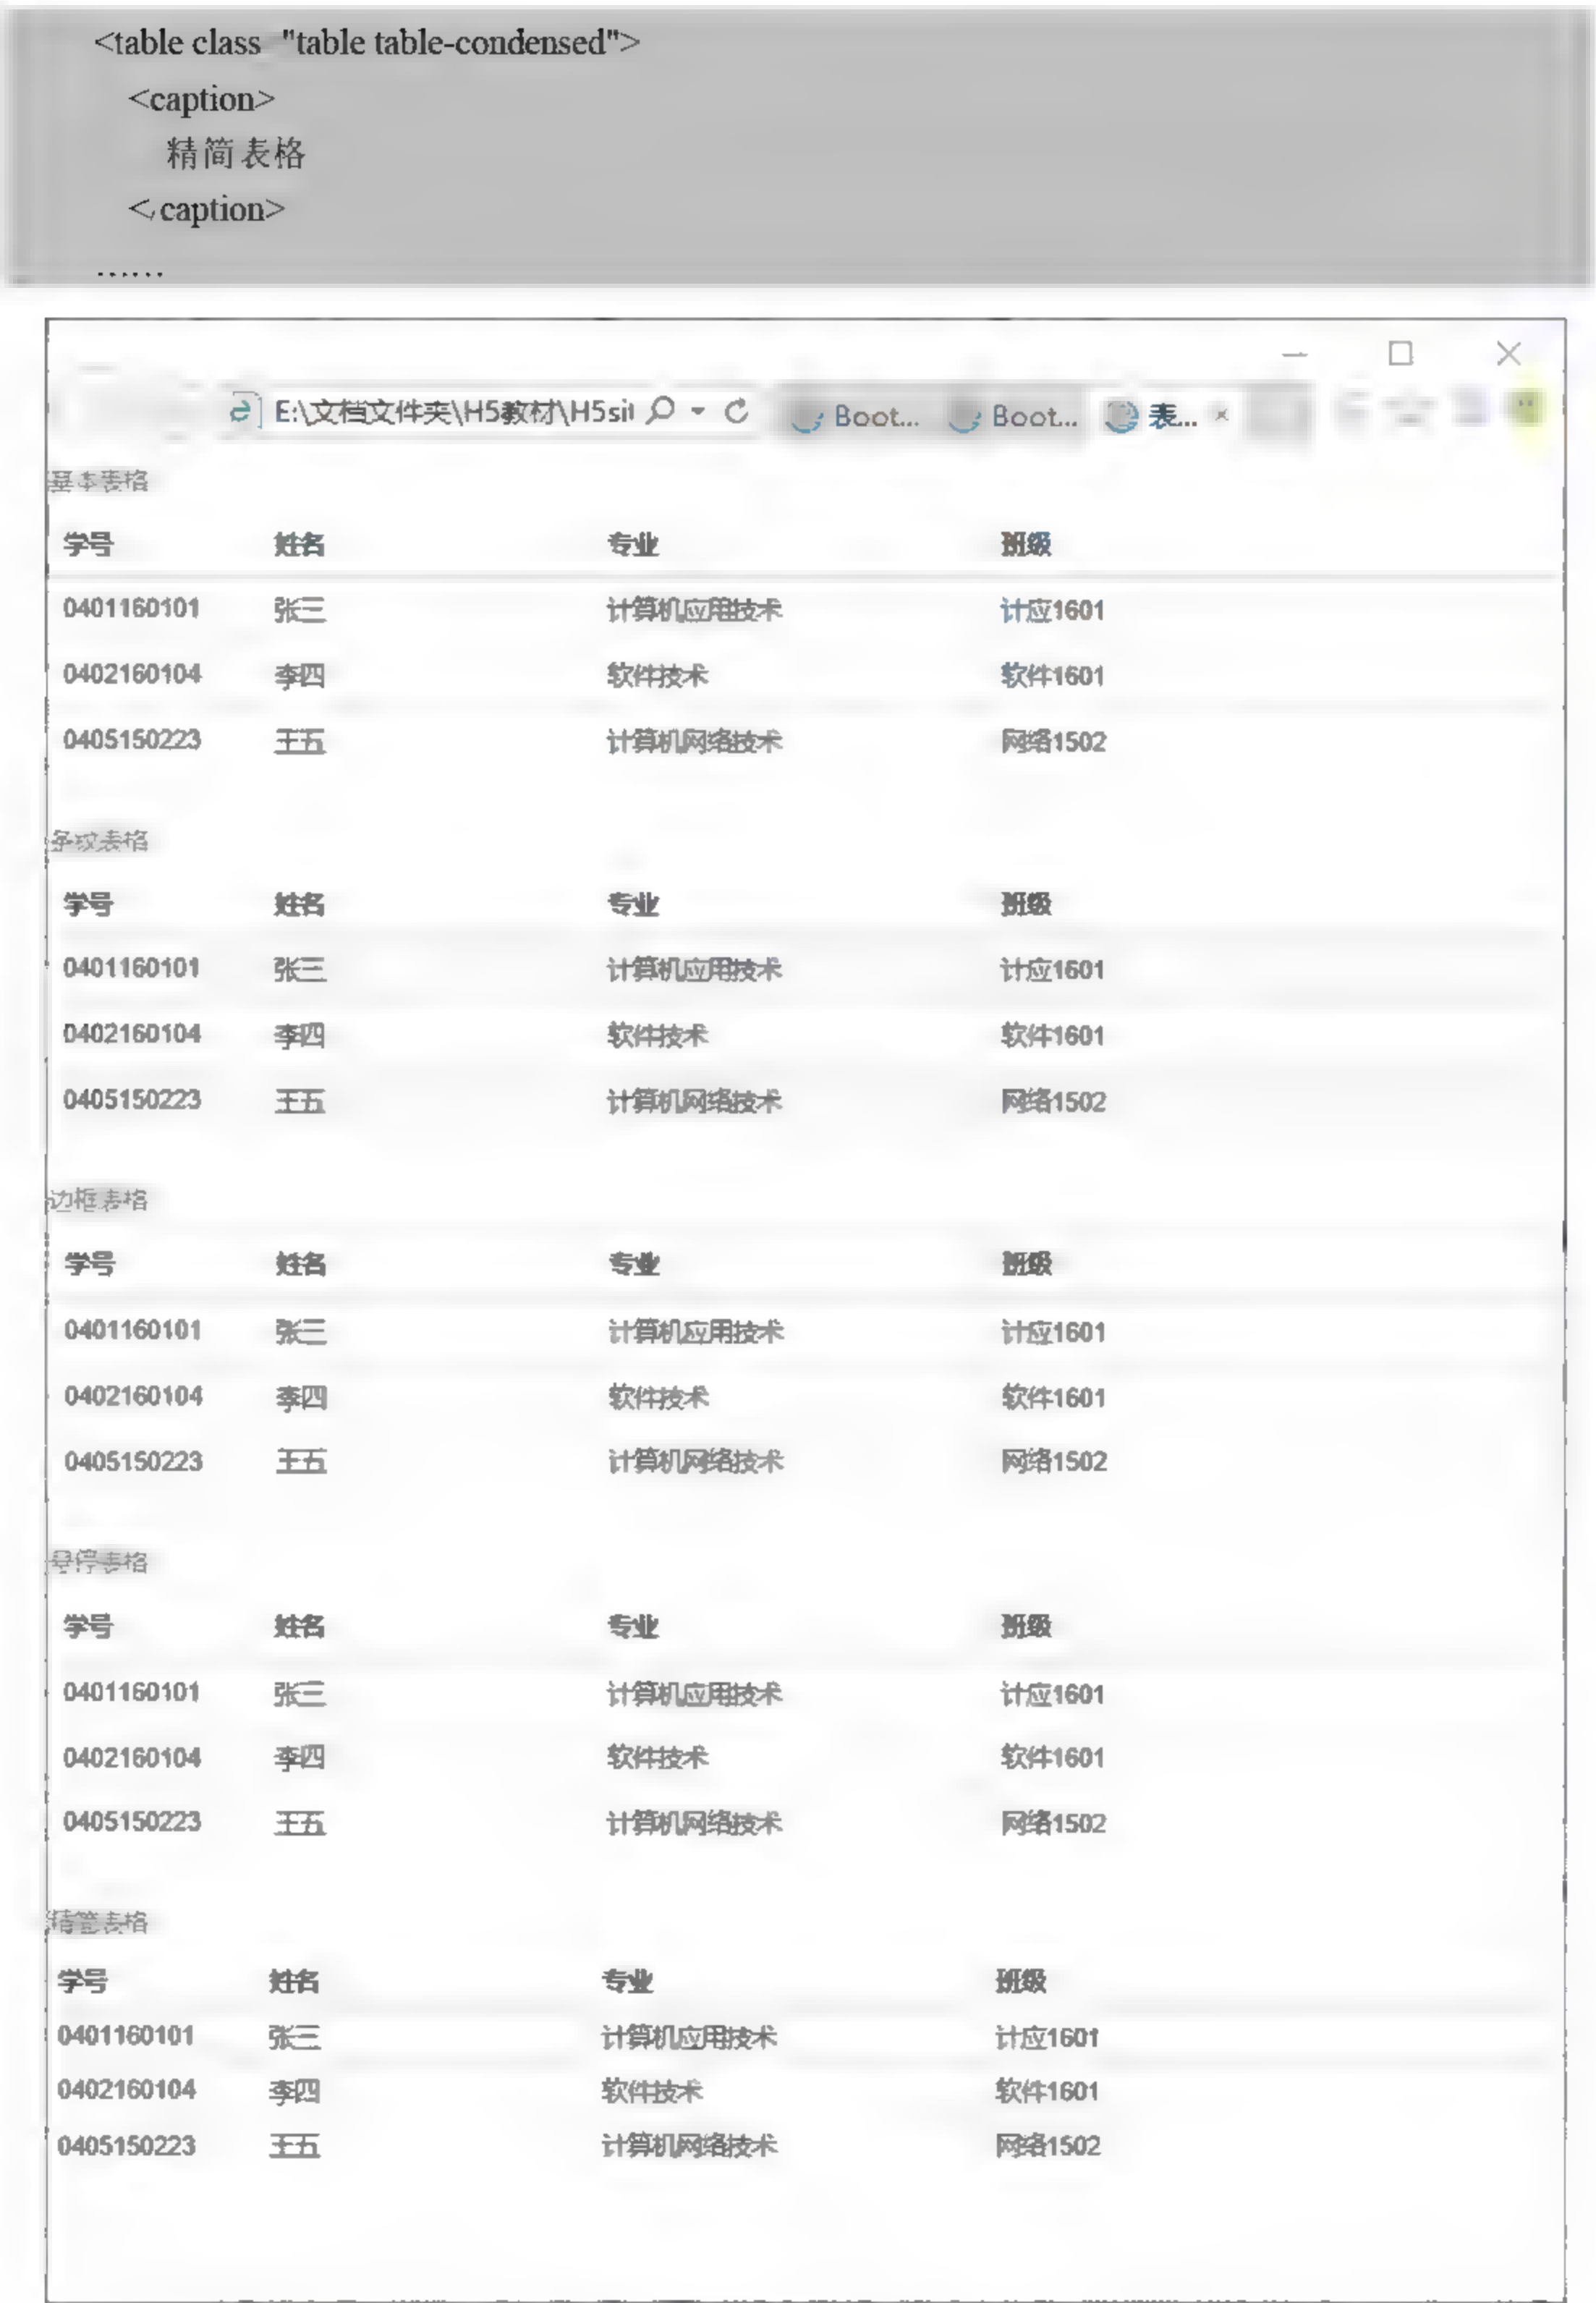 <table class "table table-condensed">
<caption>
精简表格
</caption>
......
E:\文档文件夹\H5教材\H5sit Boot... Boot... 表... ×
基本表格
学号 姓名 专业 班级
0401160101 张三 计算机应用技术 计应1601
0402160104 李四 软件技术 软件1601
0405150223 王五 计算机网络技术 网络1502
条纹表格
学号 姓名 专业 班级
0401160101 张三 计算机应用技术 计应1601
0402160104 李四 软件技术 软件1601
0405150223 王五 计算机网络技术 网络1502
边框表格
学号 姓名 专业 班级
0401160101 张三 计算机应用技术 计应1601
0402160104 李四 软件技术 软件1601
0405150223 王五 计算机网络技术 网络1502
悬停表格
学号 姓名 专业 班级
0401160101 张三 计算机应用技术 计应1601
0402160104 李四 软件技术 软件1601
0405150223 王五 计算机网络技术 网络1502
精简表格
学号 姓名 专业 班级
0401160101 张三 计算机应用技术 计应1601
0402160104 李四 软件技术 软件1601
0405150223 王五 计算机网络技术 网络1502